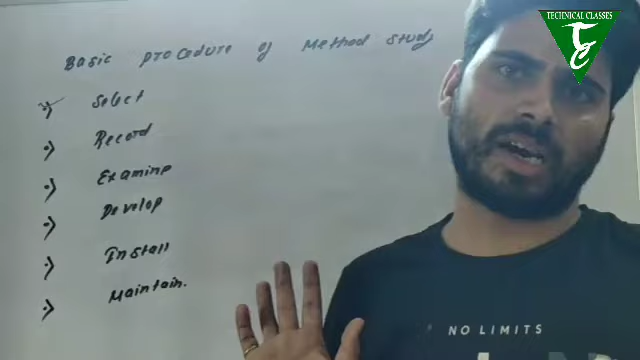 Basic procedure of Method study
Select
Record
Examine
Develop
Install
Maintain.
TECHNICAL CLASSES
NO LIMITS